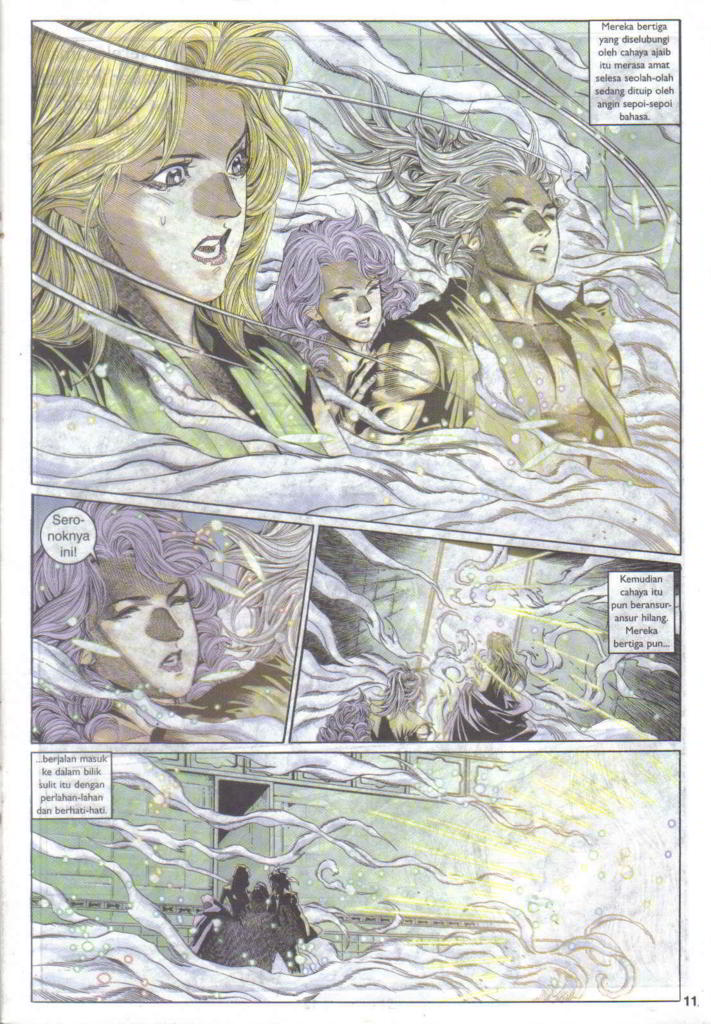 Mereka bertiga
yang diselubungi
oleh cahaya ajaib
itu merasa amat
selesa seolah-olah
sedang dituip oleh
angin sepoi-sepoi
bahasa.
Sero-
noknya
ini!
Kemudian
cahaya itu
pun beransur-
ansur hilang.
Mereka
bertiga pun...
...berjalan masuk
ke dalam bilik
sulit itu dengan
perlahan-lahan
dan berhati-hati.
11